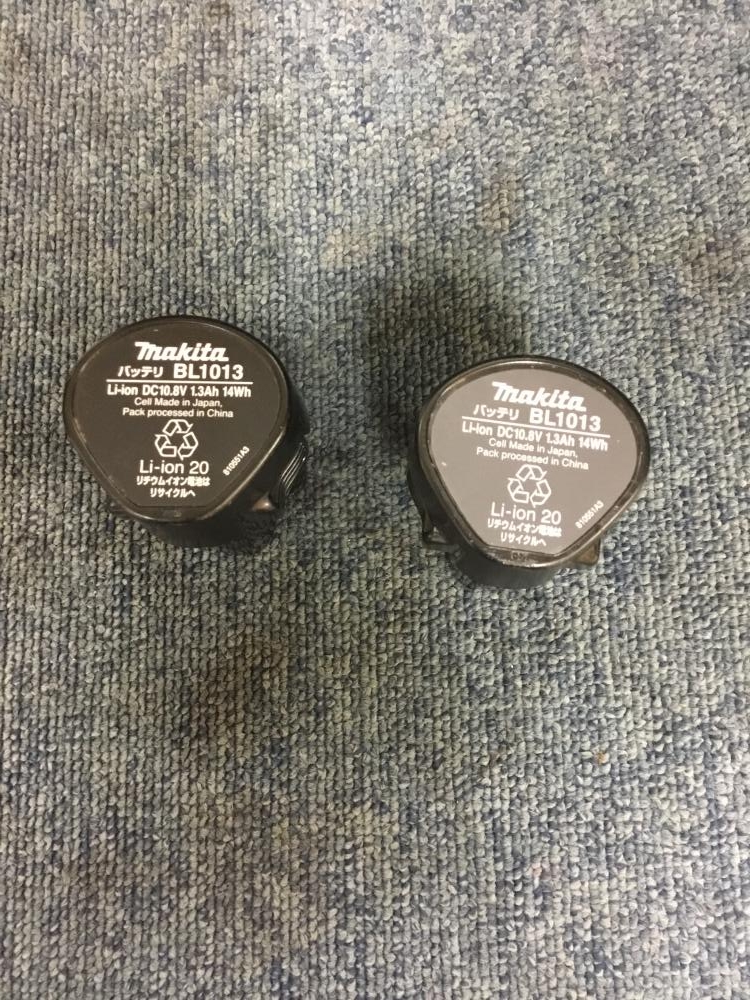 makita
バッテリ BL1013
Li-ion DC10.8V 1.3Ah 14Wh
Cell Made in Japan,
Pack processed in China
Li-ion 20
リチウムイオン電池は
リサイクルへ
810551A3
makita
バッテリ BL1013
Li-ion DC10.8V 1.3Ah 14Wh
Cell Made in Japan,
Pack processed in China
Li-ion 20
リチウムイオン電池は
リサイクルへ
810551A3